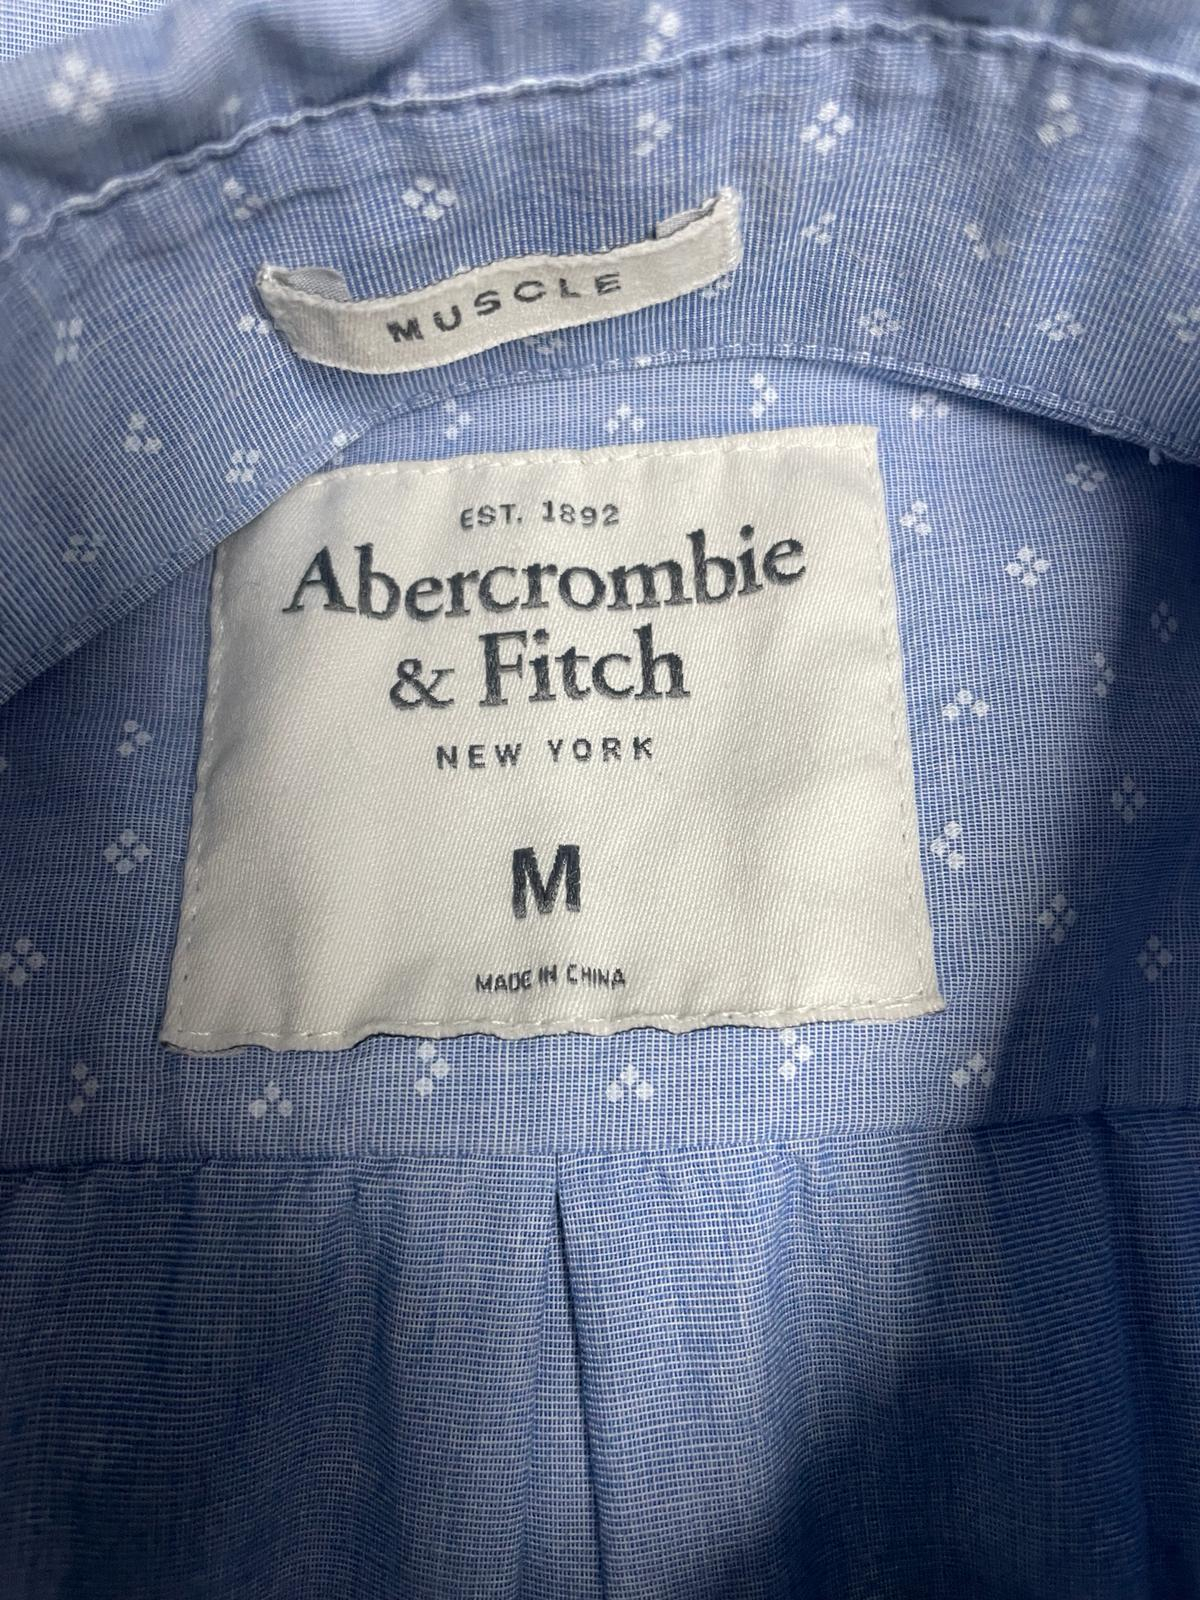 MUSCLE
EST. 1892
Abercrombie
& Fitch
NEW YORK
M
MADE IN CHINA